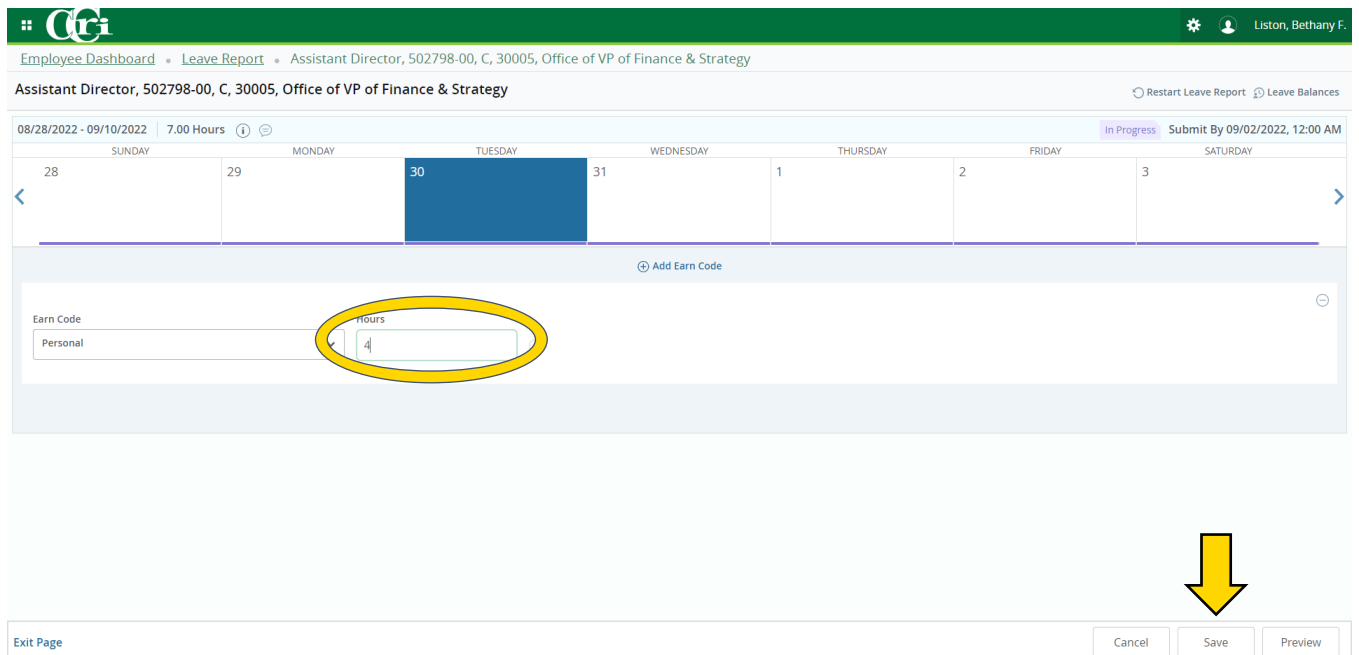 CCri
Liston, Bethany F.
Employee Dashboard • Leave Report • Assistant Director, 502798-00, C, 30005, Office of VP of Finance & Strategy
Assistant Director, 502798-00, C, 30005, Office of VP of Finance & Strategy
Restart Leave Report Leave Balances
08/28/2022 - 09/10/2022 7.00 Hours
In Progress Submit By 09/02/2022, 12:00 AM
SUNDAY MONDAY TUESDAY WEDNESDAY THURSDAY FRIDAY SATURDAY
28 29 30 31 1 2 3
Add Earn Code
Earn Code Hours
Personal 4
Exit Page Cancel Save Preview